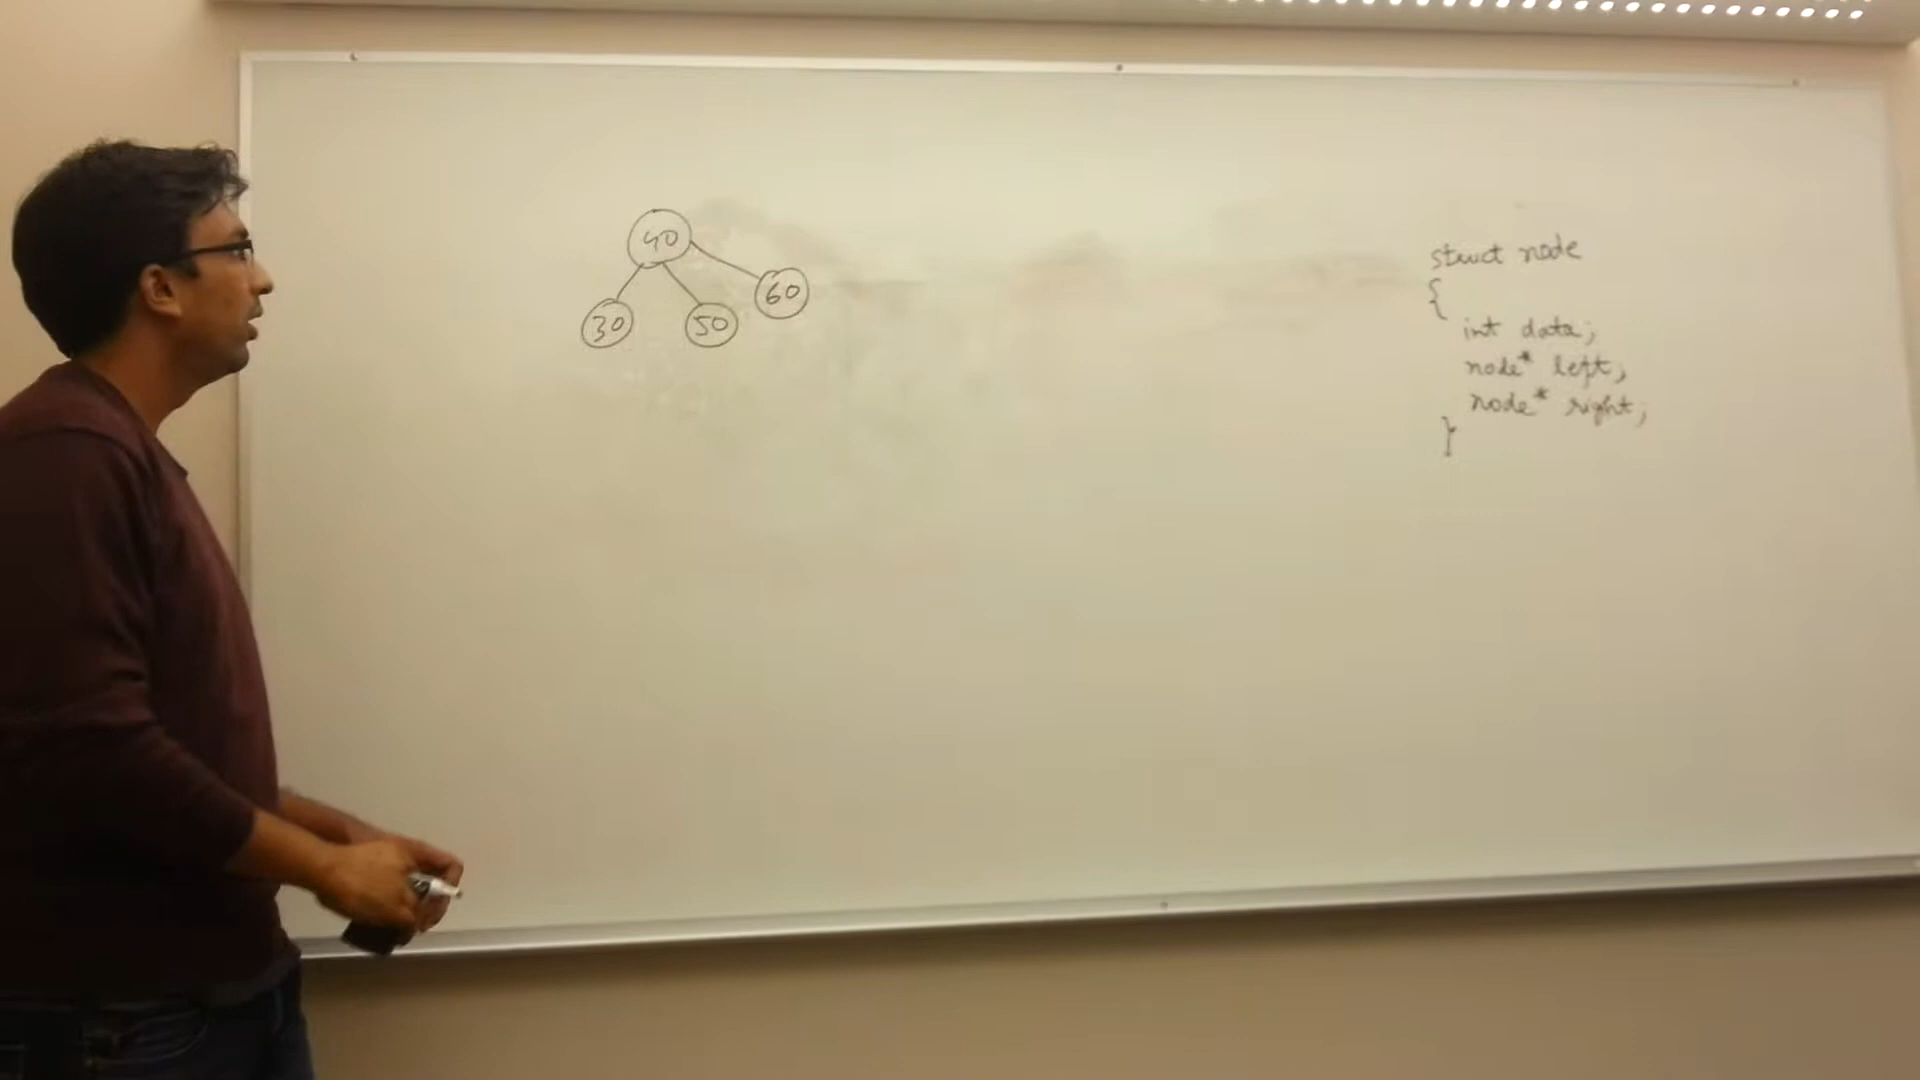 40
30 50 60
struct node
{
int data;
node* left;
node* right;
}